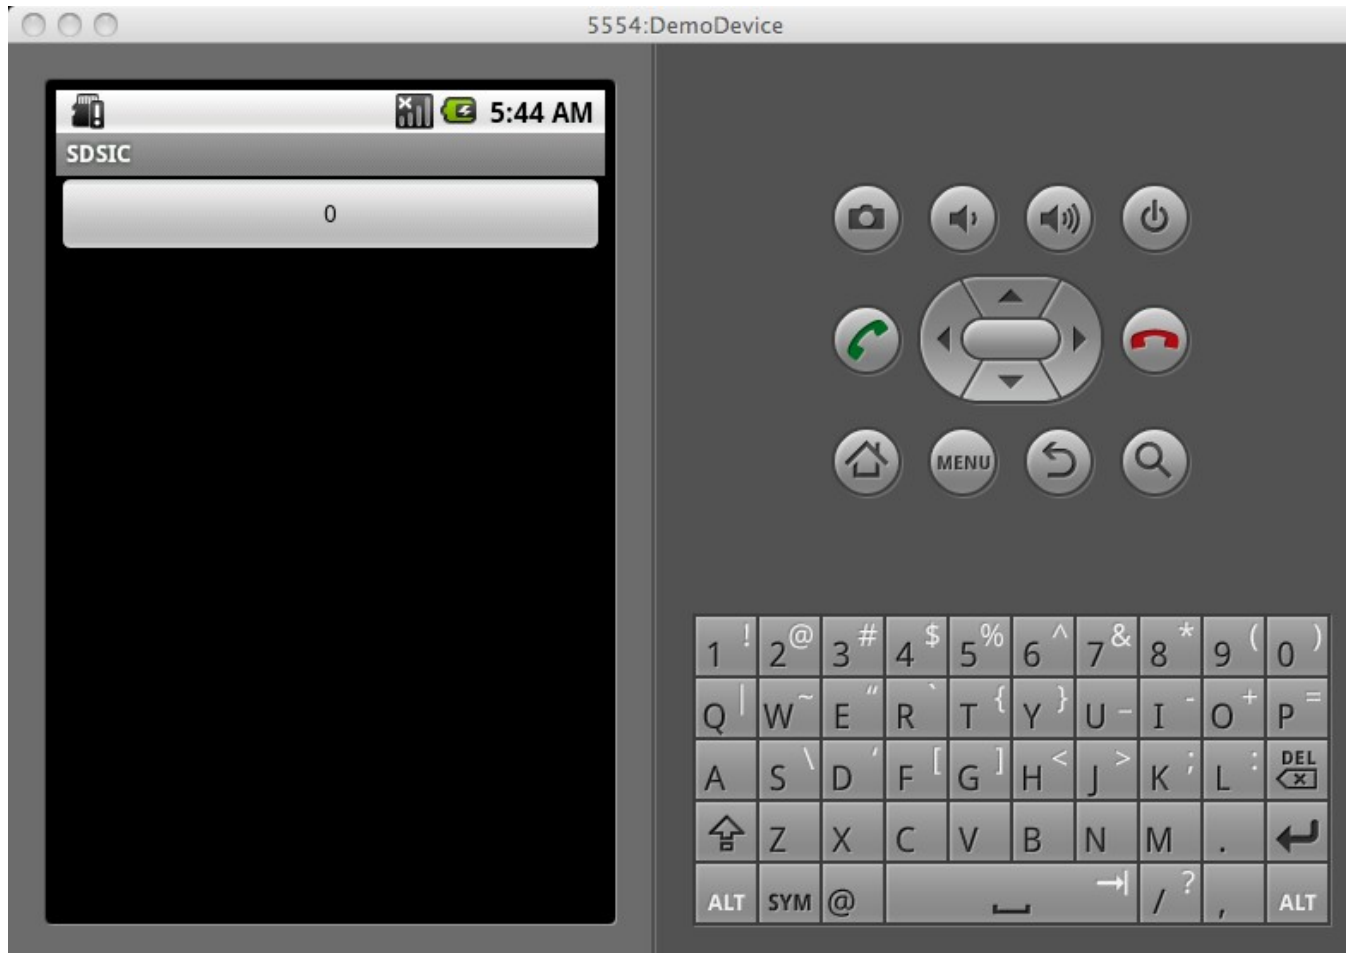 5554:DemoDevice
5:44 AM
SDSIC
0
MENU
1 ! 2 @ 3 # 4 $ 5 % 6 ^ 7 & 8 * 9 ( 0 )
Q | W ~ E " R ` T { Y } U _ I - O + P =
A S \ D ' F [ G ] H < J > K ; L : DEL
Z X C V B N M .
ALT SYM @ / ? , ALT